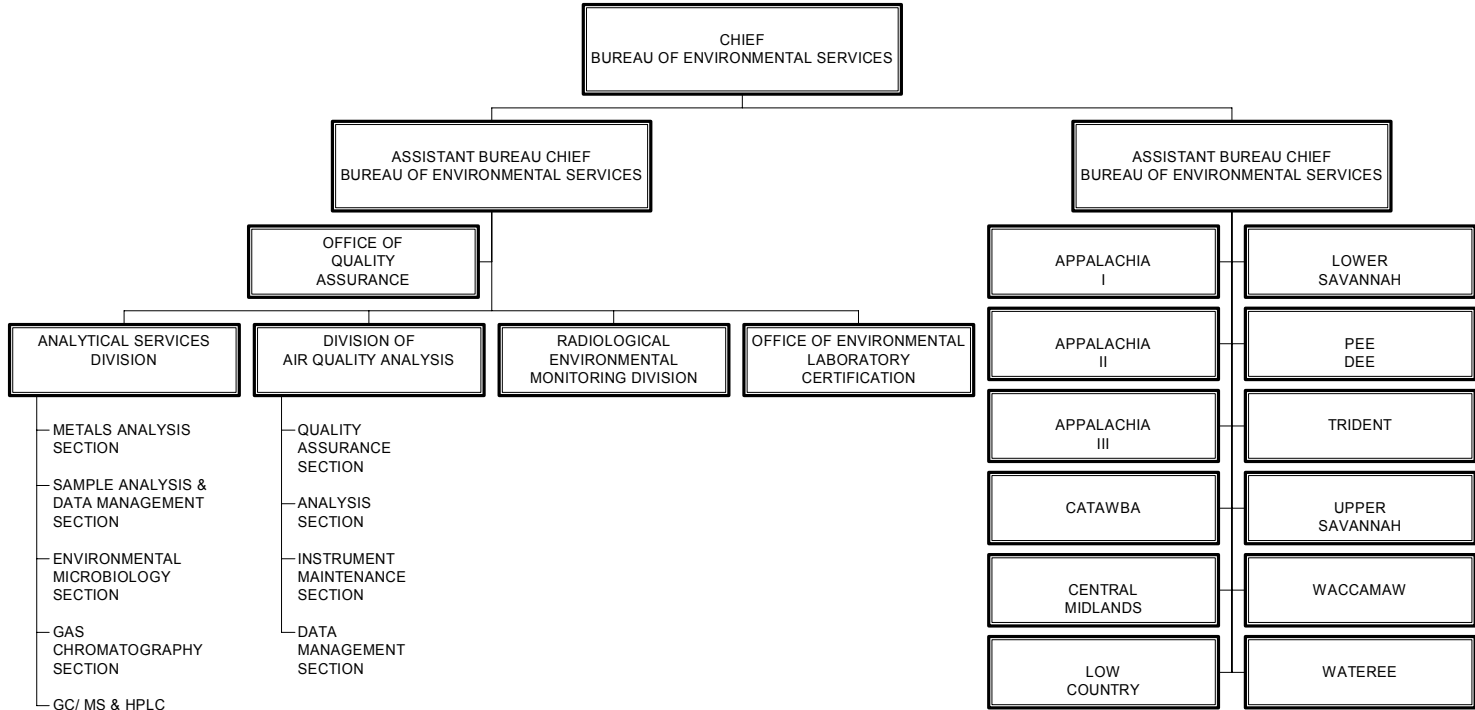 CHIEF
BUREAU OF ENVIRONMENTAL SERVICES
ASSISTANT BUREAU CHIEF
BUREAU OF ENVIRONMENTAL SERVICES
ASSISTANT BUREAU CHIEF
BUREAU OF ENVIRONMENTAL SERVICES
OFFICE OF
QUALITY
ASSURANCE
ANALYTICAL SERVICES
DIVISION
METALS ANALYSIS
SECTION
SAMPLE ANALYSIS &
DATA MANAGEMENT
SECTION
ENVIRONMENTAL
MICROBIOLOGY
SECTION
GAS
CHROMATOGRAPHY
SECTION
GC/ MS & HPLC
DIVISION OF
AIR QUALITY ANALYSIS
QUALITY
ASSURANCE
SECTION
ANALYSIS
SECTION
INSTRUMENT
MAINTENANCE
SECTION
DATA
MANAGEMENT
SECTION
RADIOLOGICAL
ENVIRONMENTAL
MONITORING DIVISION
OFFICE OF ENVIRONMENTAL
LABORATORY
CERTIFICATION
APPALACHIA
I
APPALACHIA
II
APPALACHIA
III
CATAWBA
CENTRAL
MIDLANDS
LOW
COUNTRY
LOWER
SAVANNAH
PEE
DEE
TRIDENT
UPPER
SAVANNAH
WACCAMAW
WATEREE